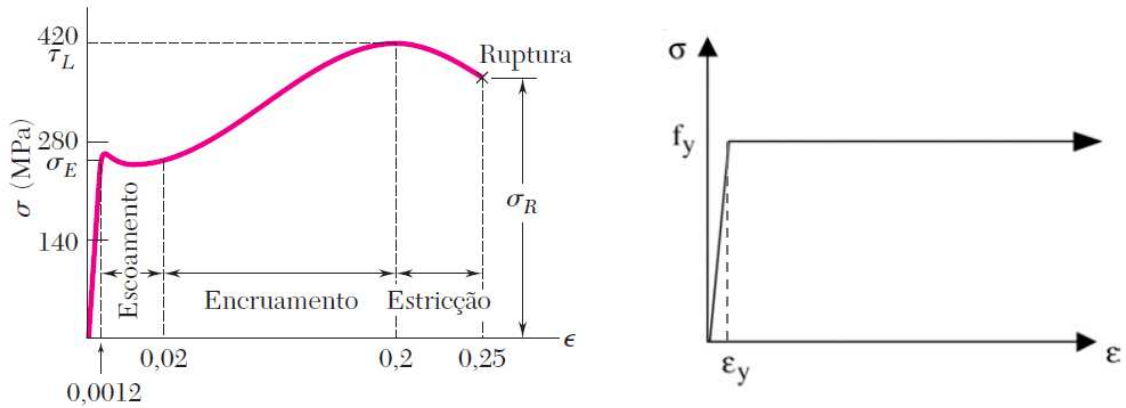 420
τL
Ruptura
280
σE
σ (MPa)
σR
140
Escoamento
Encruamento
Estricção
ϵ
0,02
0,2
0,25
0,0012
σ
fy
εy
ε